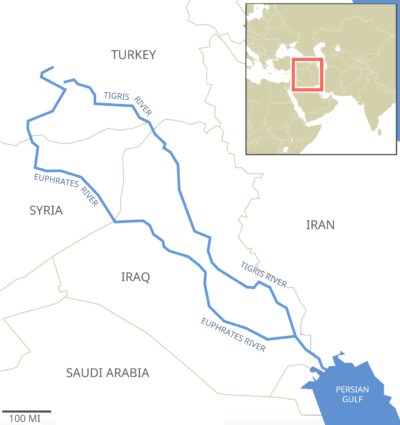 TURKEY
TIGRIS RIVER
EUPHRATES RIVER
SYRIA
IRAN
TIGRIS RIVER
IRAQ
EUPHRATES RIVER
SAUDI ARABIA
PERSIAN
GULF
100 MI